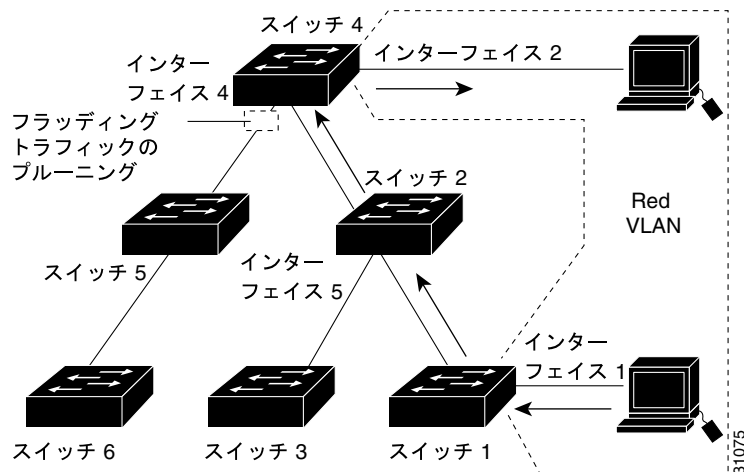 スイッチ 4
インター
フェイス 4
インターフェイス 2
フラッディング
トラフィックの
プルーニング
スイッチ 2
Red
VLAN
スイッチ 5
インター
フェイス 5
インター
フェイス 1
スイッチ 6
スイッチ 3
スイッチ 1